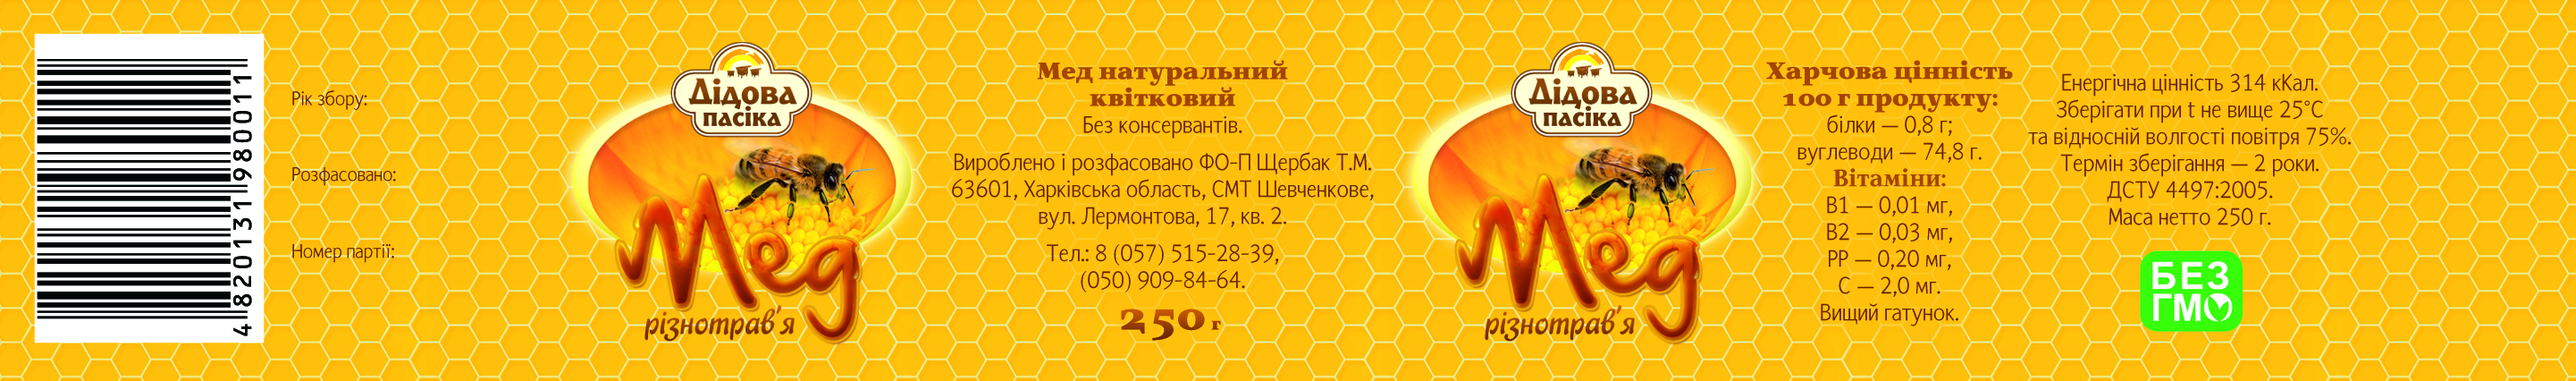 4 820131 980011
Рік збору:
Розфасовано:
Номер партії:
Дідова
пасіка
Мед
різнотрав'я
Мед натуральний
квітковий
Без консервантів.
Вироблено і розфасовано ФО-П Щербак Т.М.
63601, Харківська область, СМТ Шевченкове,
вул. Лермонтова, 17, кв. 2.
Тел.: 8 (057) 515-28-39,
(050) 909-84-64.
250 г
Дідова
пасіка
Мед
різнотрав'я
Харчова цінність
100 г продукту:
білки — 0,8 г;
вуглеводи — 74,8 г.
Вітаміни:
В1 — 0,01 мг,
В2 — 0,03 мг,
РР — 0,20 мг,
С — 2,0 мг.
Вищий гатунок.
Енергічна цінність 314 кКал.
Зберігати при t не вище 25°С
та відносній волгості повітря 75%.
Термін зберігання — 2 роки.
ДСТУ 4497:2005.
Маса нетто 250 г.
БЕЗ
ГМО